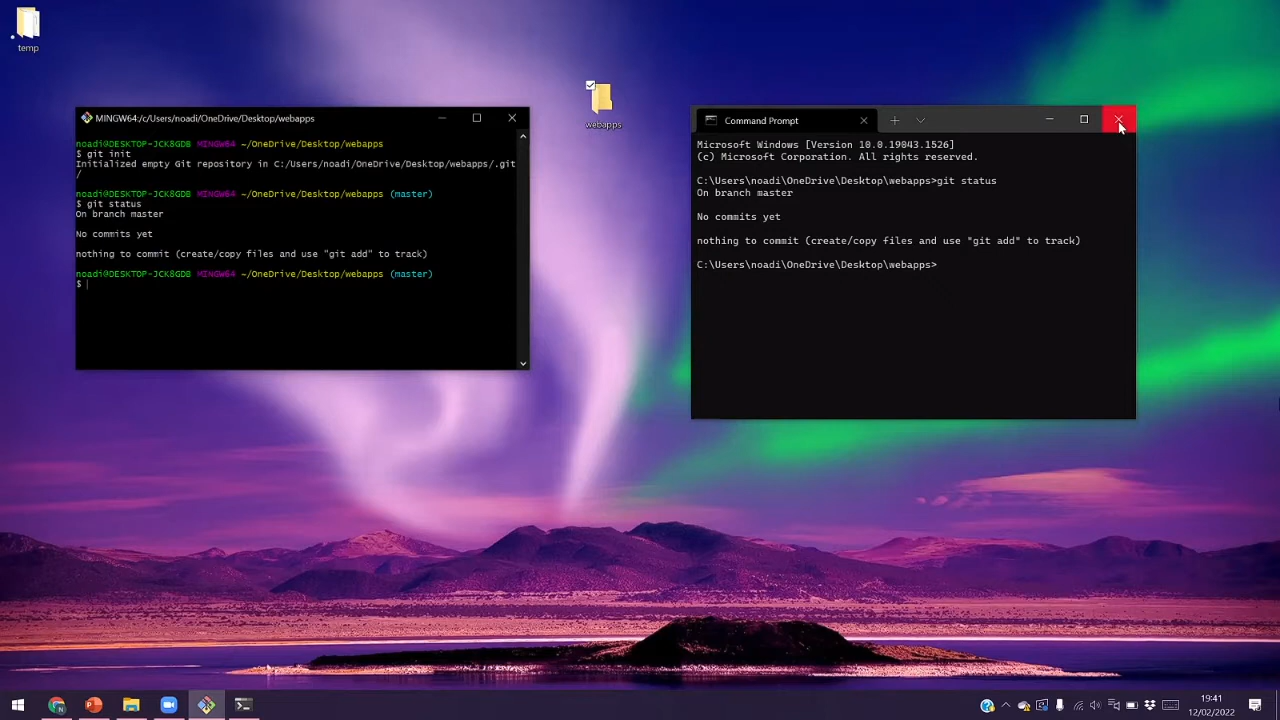 temp
webapps
MINGW64:/c/Users/noadi/OneDrive/Desktop/webapps
noadi@DESKTOP-JCK8GDB MINGW64 ~/OneDrive/Desktop/webapps
$ git init
Initialized empty Git repository in C:/Users/noadi/OneDrive/Desktop/webapps/.git
/
noadi@DESKTOP-JCK8GDB MINGW64 ~/OneDrive/Desktop/webapps (master)
$ git status
On branch master
No commits yet
nothing to commit (create/copy files and use "git add" to track)
noadi@DESKTOP-JCK8GDB MINGW64 ~/OneDrive/Desktop/webapps (master)
$
Command Prompt
Microsoft Windows [Version 10.0.19043.1526]
(c) Microsoft Corporation. All rights reserved.
C:\Users\noadi\OneDrive\Desktop\webapps>git status
On branch master
No commits yet
nothing to commit (create/copy files and use "git add" to track)
C:\Users\noadi\OneDrive\Desktop\webapps>
19:41
12/02/2022